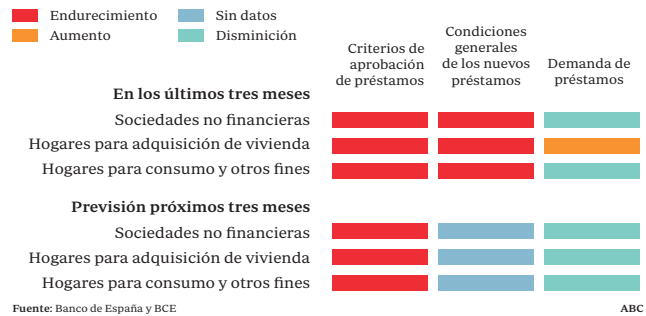 Endurecimiento
Sin datos
Aumento
Disminición
Criterios de
aprobación
de préstamos
Condiciones
generales
de los nuevos
préstamos
Demanda de
préstamos
En los últimos tres meses
Sociedades no financieras
Hogares para adquisición de vivienda
Hogares para consumo y otros fines
Previsión próximos tres meses
Sociedades no financieras
Hogares para adquisición de vivienda
Hogares para consumo y otros fines
Fuente: Banco de España y BCE
ABC